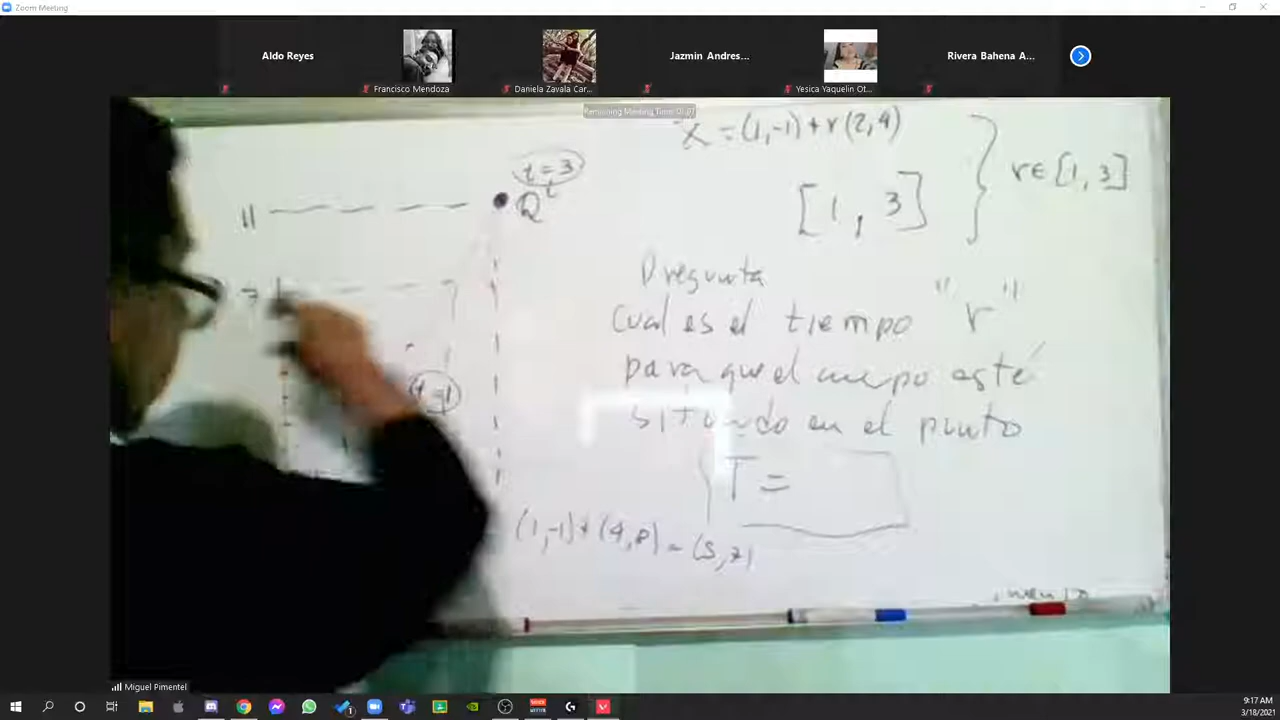 Zoom Meeting
Aldo Reyes
Francisco Mendoza
Daniela Zavala Car...
Jazmin Andres...
Yesica Yaquelin Ot...
Rivera Bahena A...
X = (1,-1) + r(2,4)
[1, 3]
r∈[1,3]
t=3
Q
11
7
Pregunta
Cual es el tiempo "r"
para que el cuerpo esté
situado en el punto
T =
(1,-1) + (4,8) = (5,7)
Miguel Pimentel
9:17 AM
3/18/2021